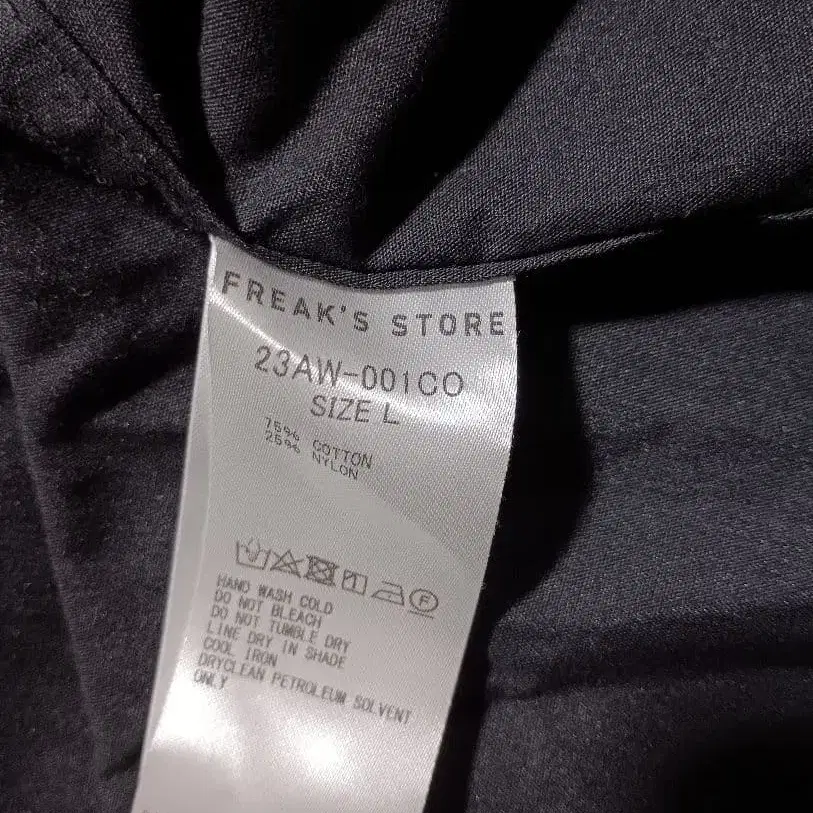 FREAK'S STORE
23AW-001CO
SIZE L
75% COTTON
25% NYLON
HAND WASH COLD
DO NOT BLEACH
DO NOT TUMBLE DRY
LINE DRY IN SHADE
COOL IRON
DRYCLEAN PETROLEUM SOLVENT
ONLY